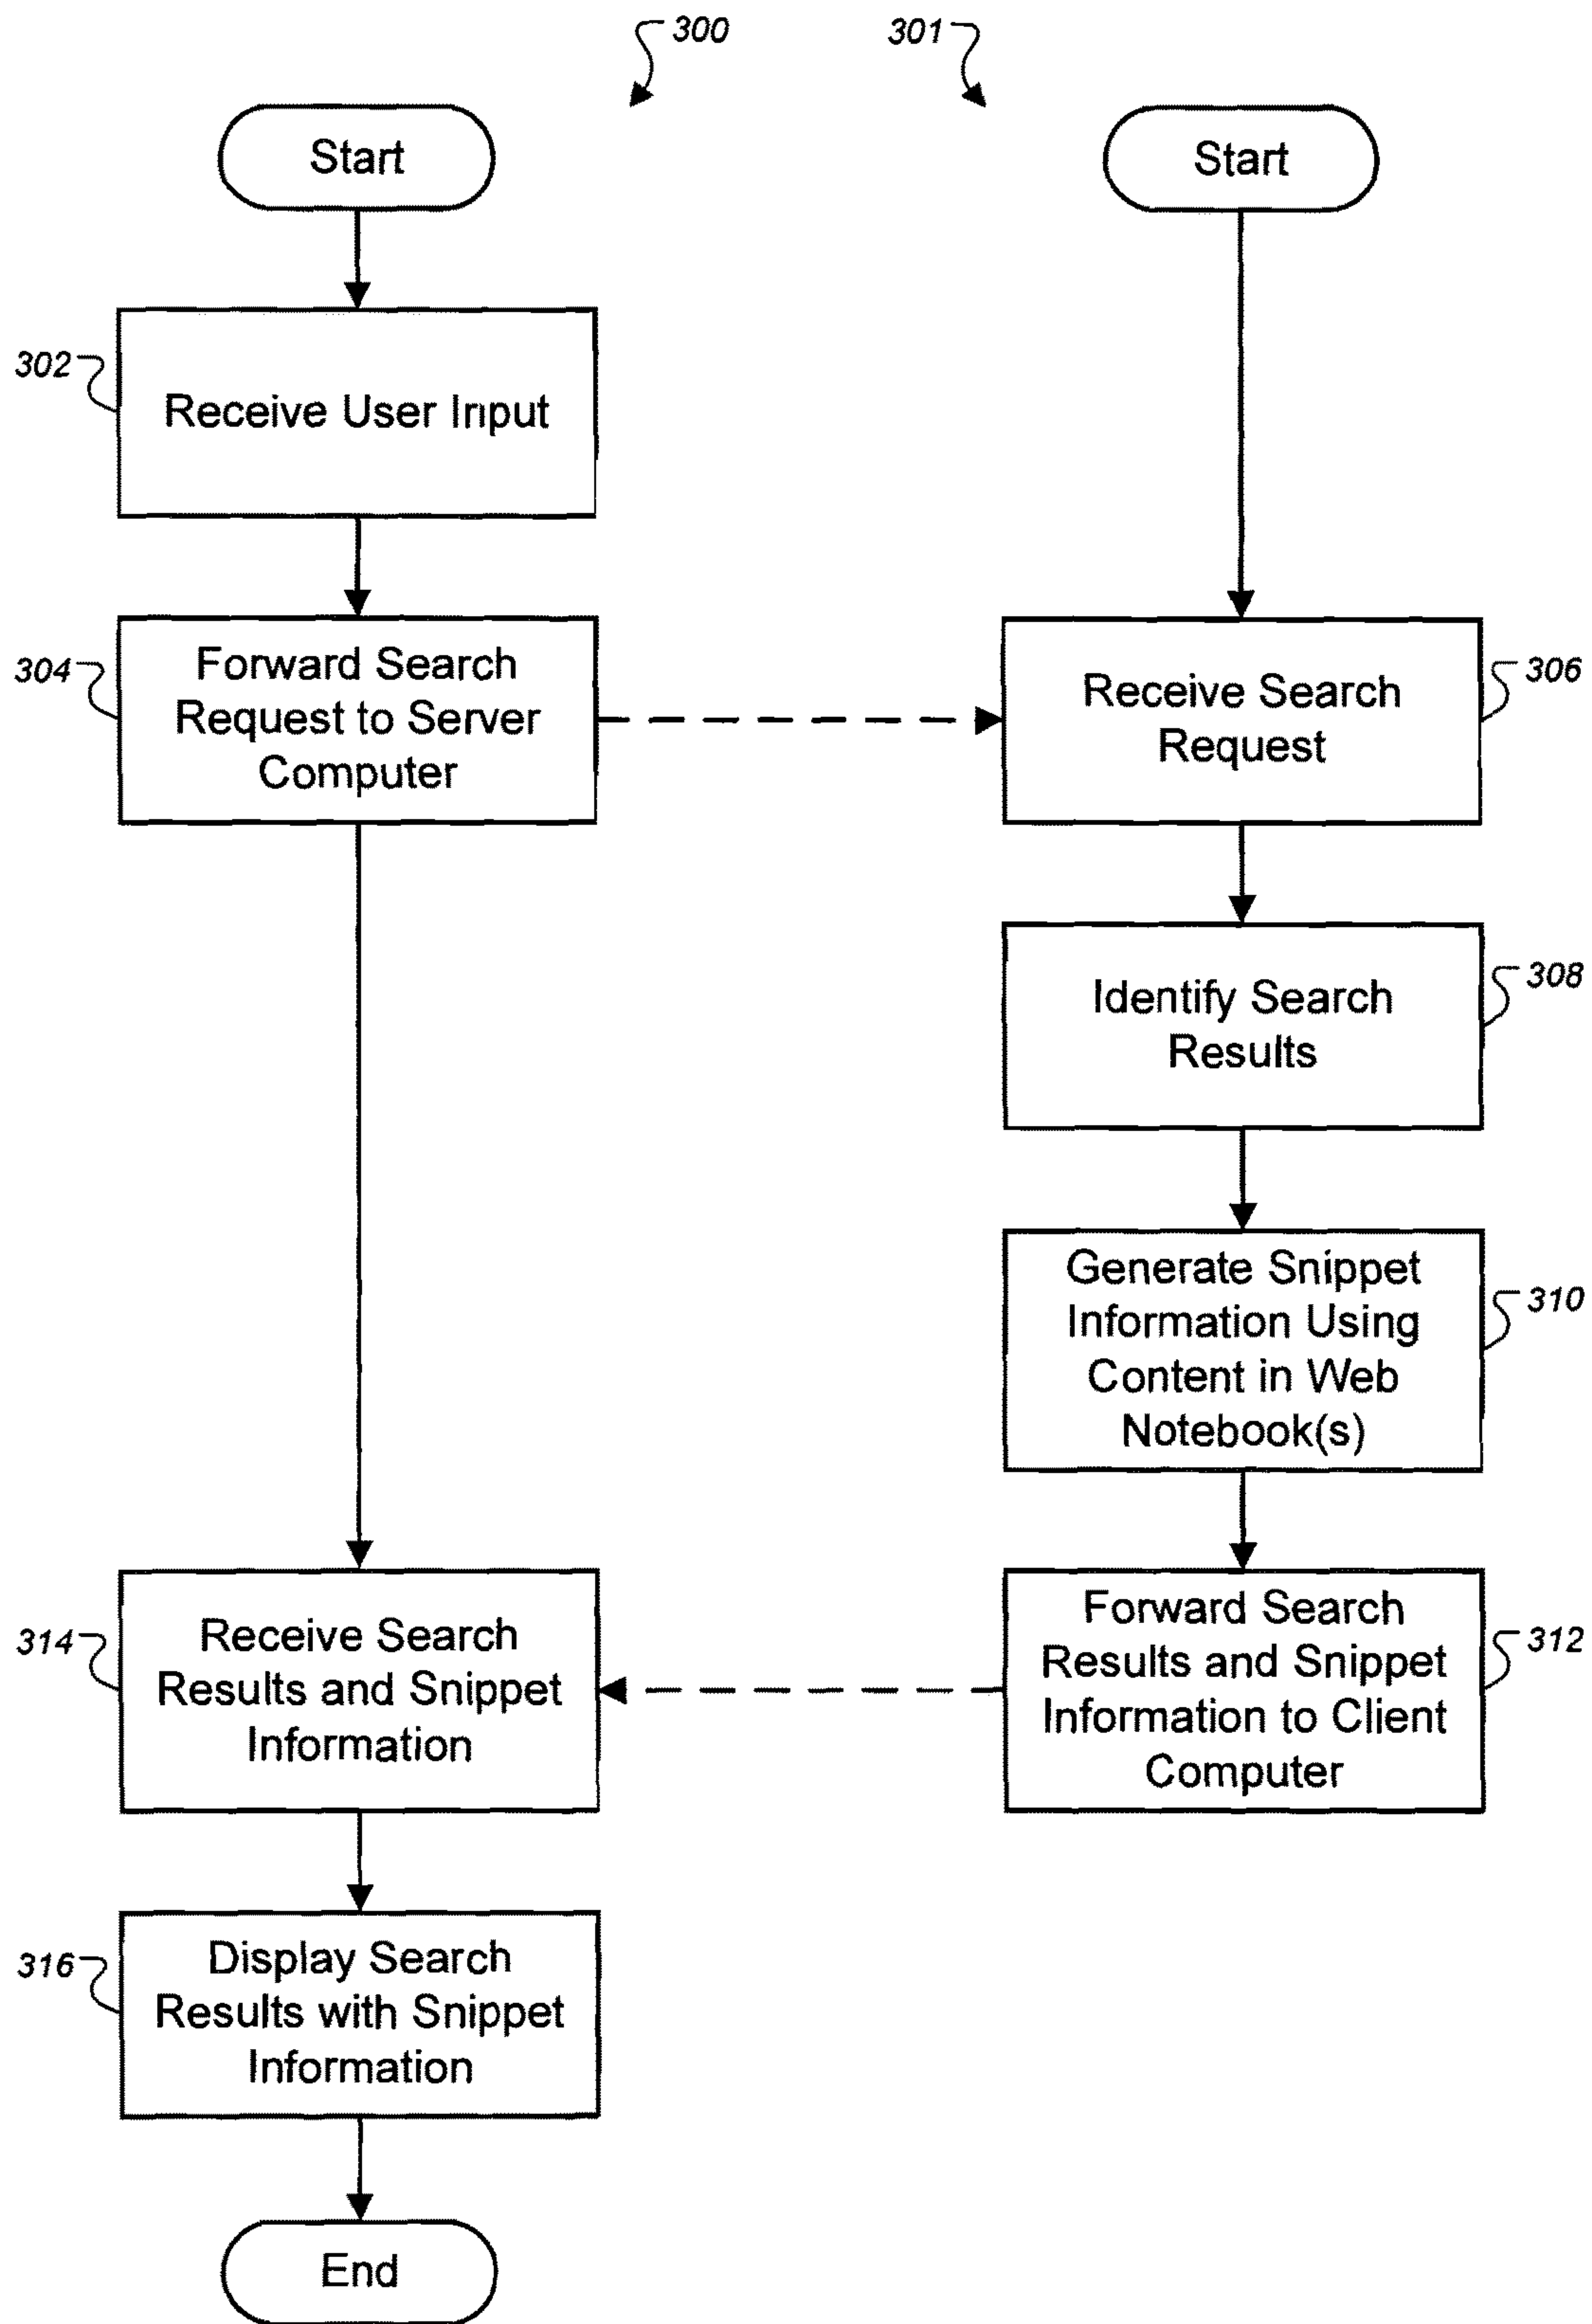 300
301
Start
Start
302
Receive User Input
304
Forward Search
Request to Server
Computer
306
Receive Search
Request
308
Identify Search
Results
310
Generate Snippet
Information Using
Content in Web
Notebook(s)
314
Receive Search
Results and Snippet
Information
312
Forward Search
Results and Snippet
Information to Client
Computer
316
Display Search
Results with Snippet
Information
End